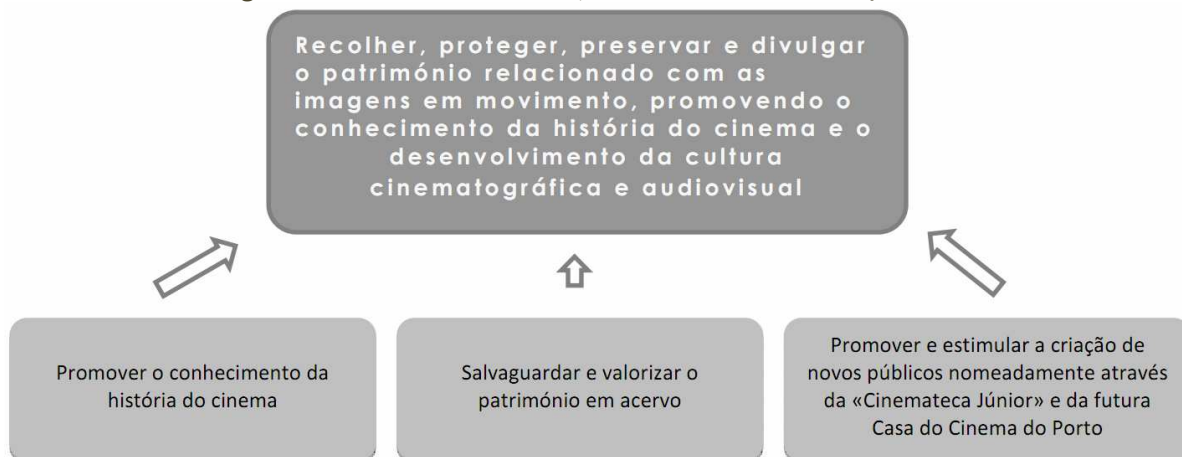 Recolher, proteger, preservar e divulgar
o património relacionado com as
imagens em movimento, promovendo o
conhecimento da história do cinema e o
desenvolvimento da cultura
cinematográfica e audiovisual
Promover o conhecimento da
história do cinema
Salvaguardar e valorizar o
património em acervo
Promover e estimular a criação de
novos públicos nomeadamente através
da «Cinemateca Júnior» e da futura
Casa do Cinema do Porto